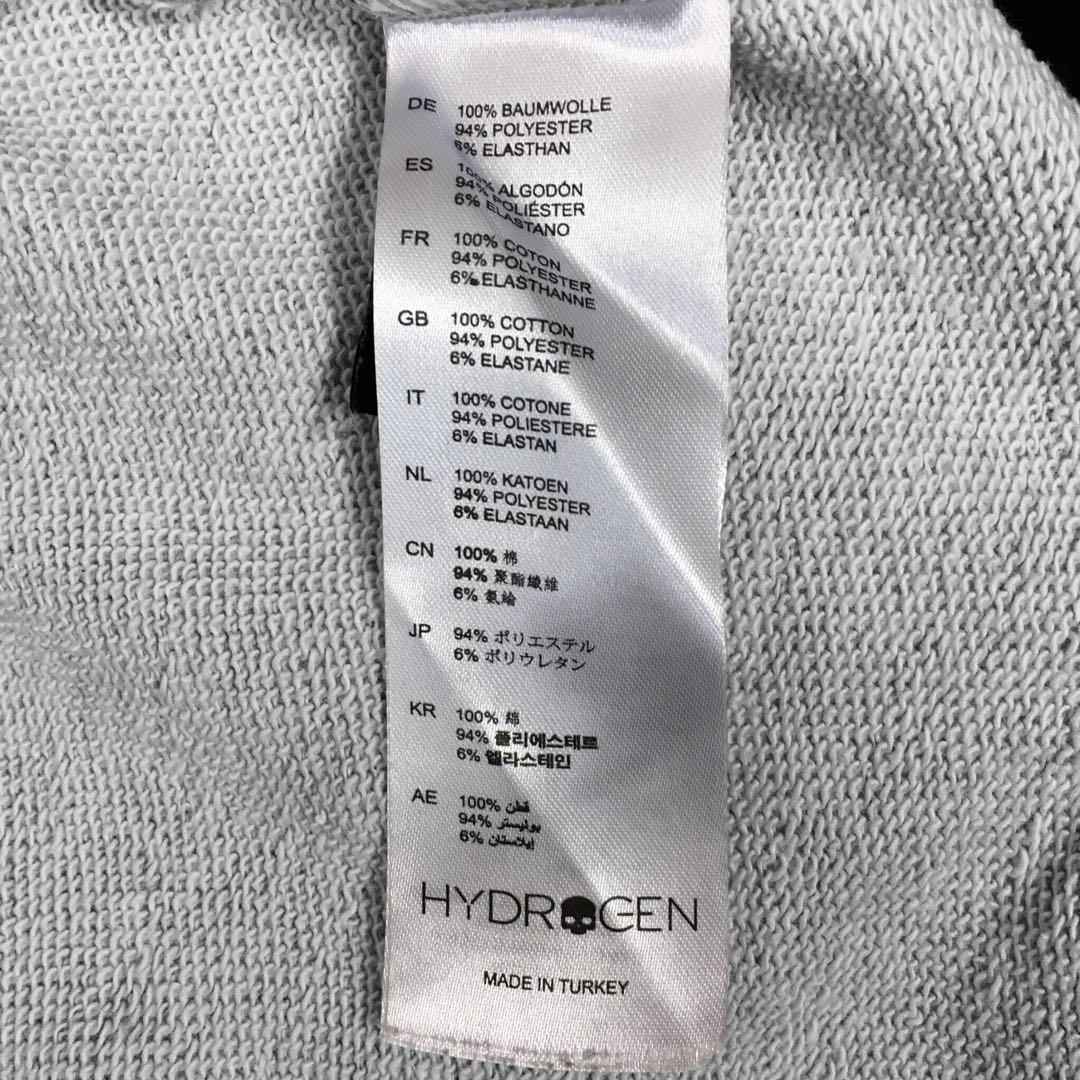 DE 100% BAUMWOLLE
94% POLYESTER
6% ELASTHAN
ES 100% ALGODÓN
94% POLIÉSTER
6% ELASTANO
FR 100% COTON
94% POLYESTER
6% ELASTHANNE
GB 100% COTTON
94% POLYESTER
6% ELASTANE
IT 100% COTONE
94% POLIESTERE
6% ELASTAN
NL 100% KATOEN
94% POLYESTER
6% ELASTAAN
CN 100% 棉
94% 聚酯纖維
6% 氨綸
JP 94% ポリエステル
6% ポリウレタン
KR 100% 綿
94% 폴리에스테르
6% 엘라스테인
AE 100% قطن
94% بوليستر
6% إيلاستان
HYDROGEN
MADE IN TURKEY